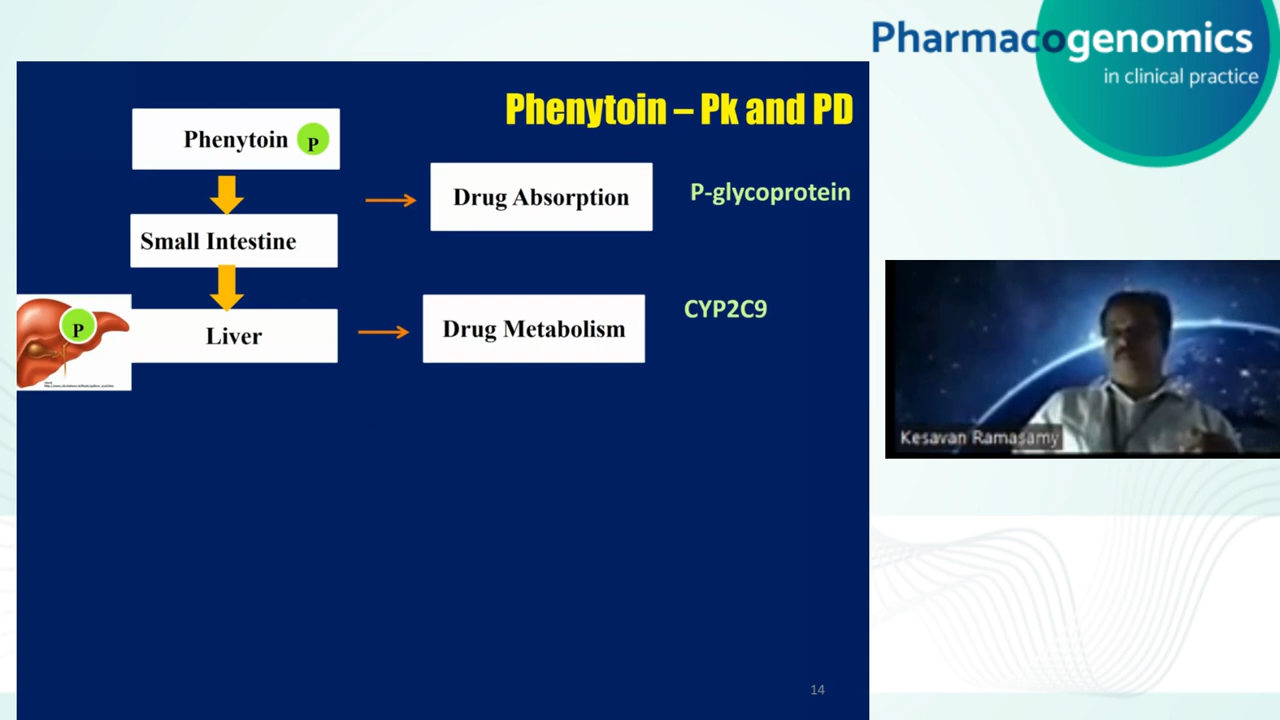 Pharmacogenomics
in clinical practice
Phenytoin – Pk and PD
Phenytoin P
Drug Absorption
P-glycoprotein
Small Intestine
P
Liver
Drug Metabolism
CYP2C9
Kesavan Ramasamy
14